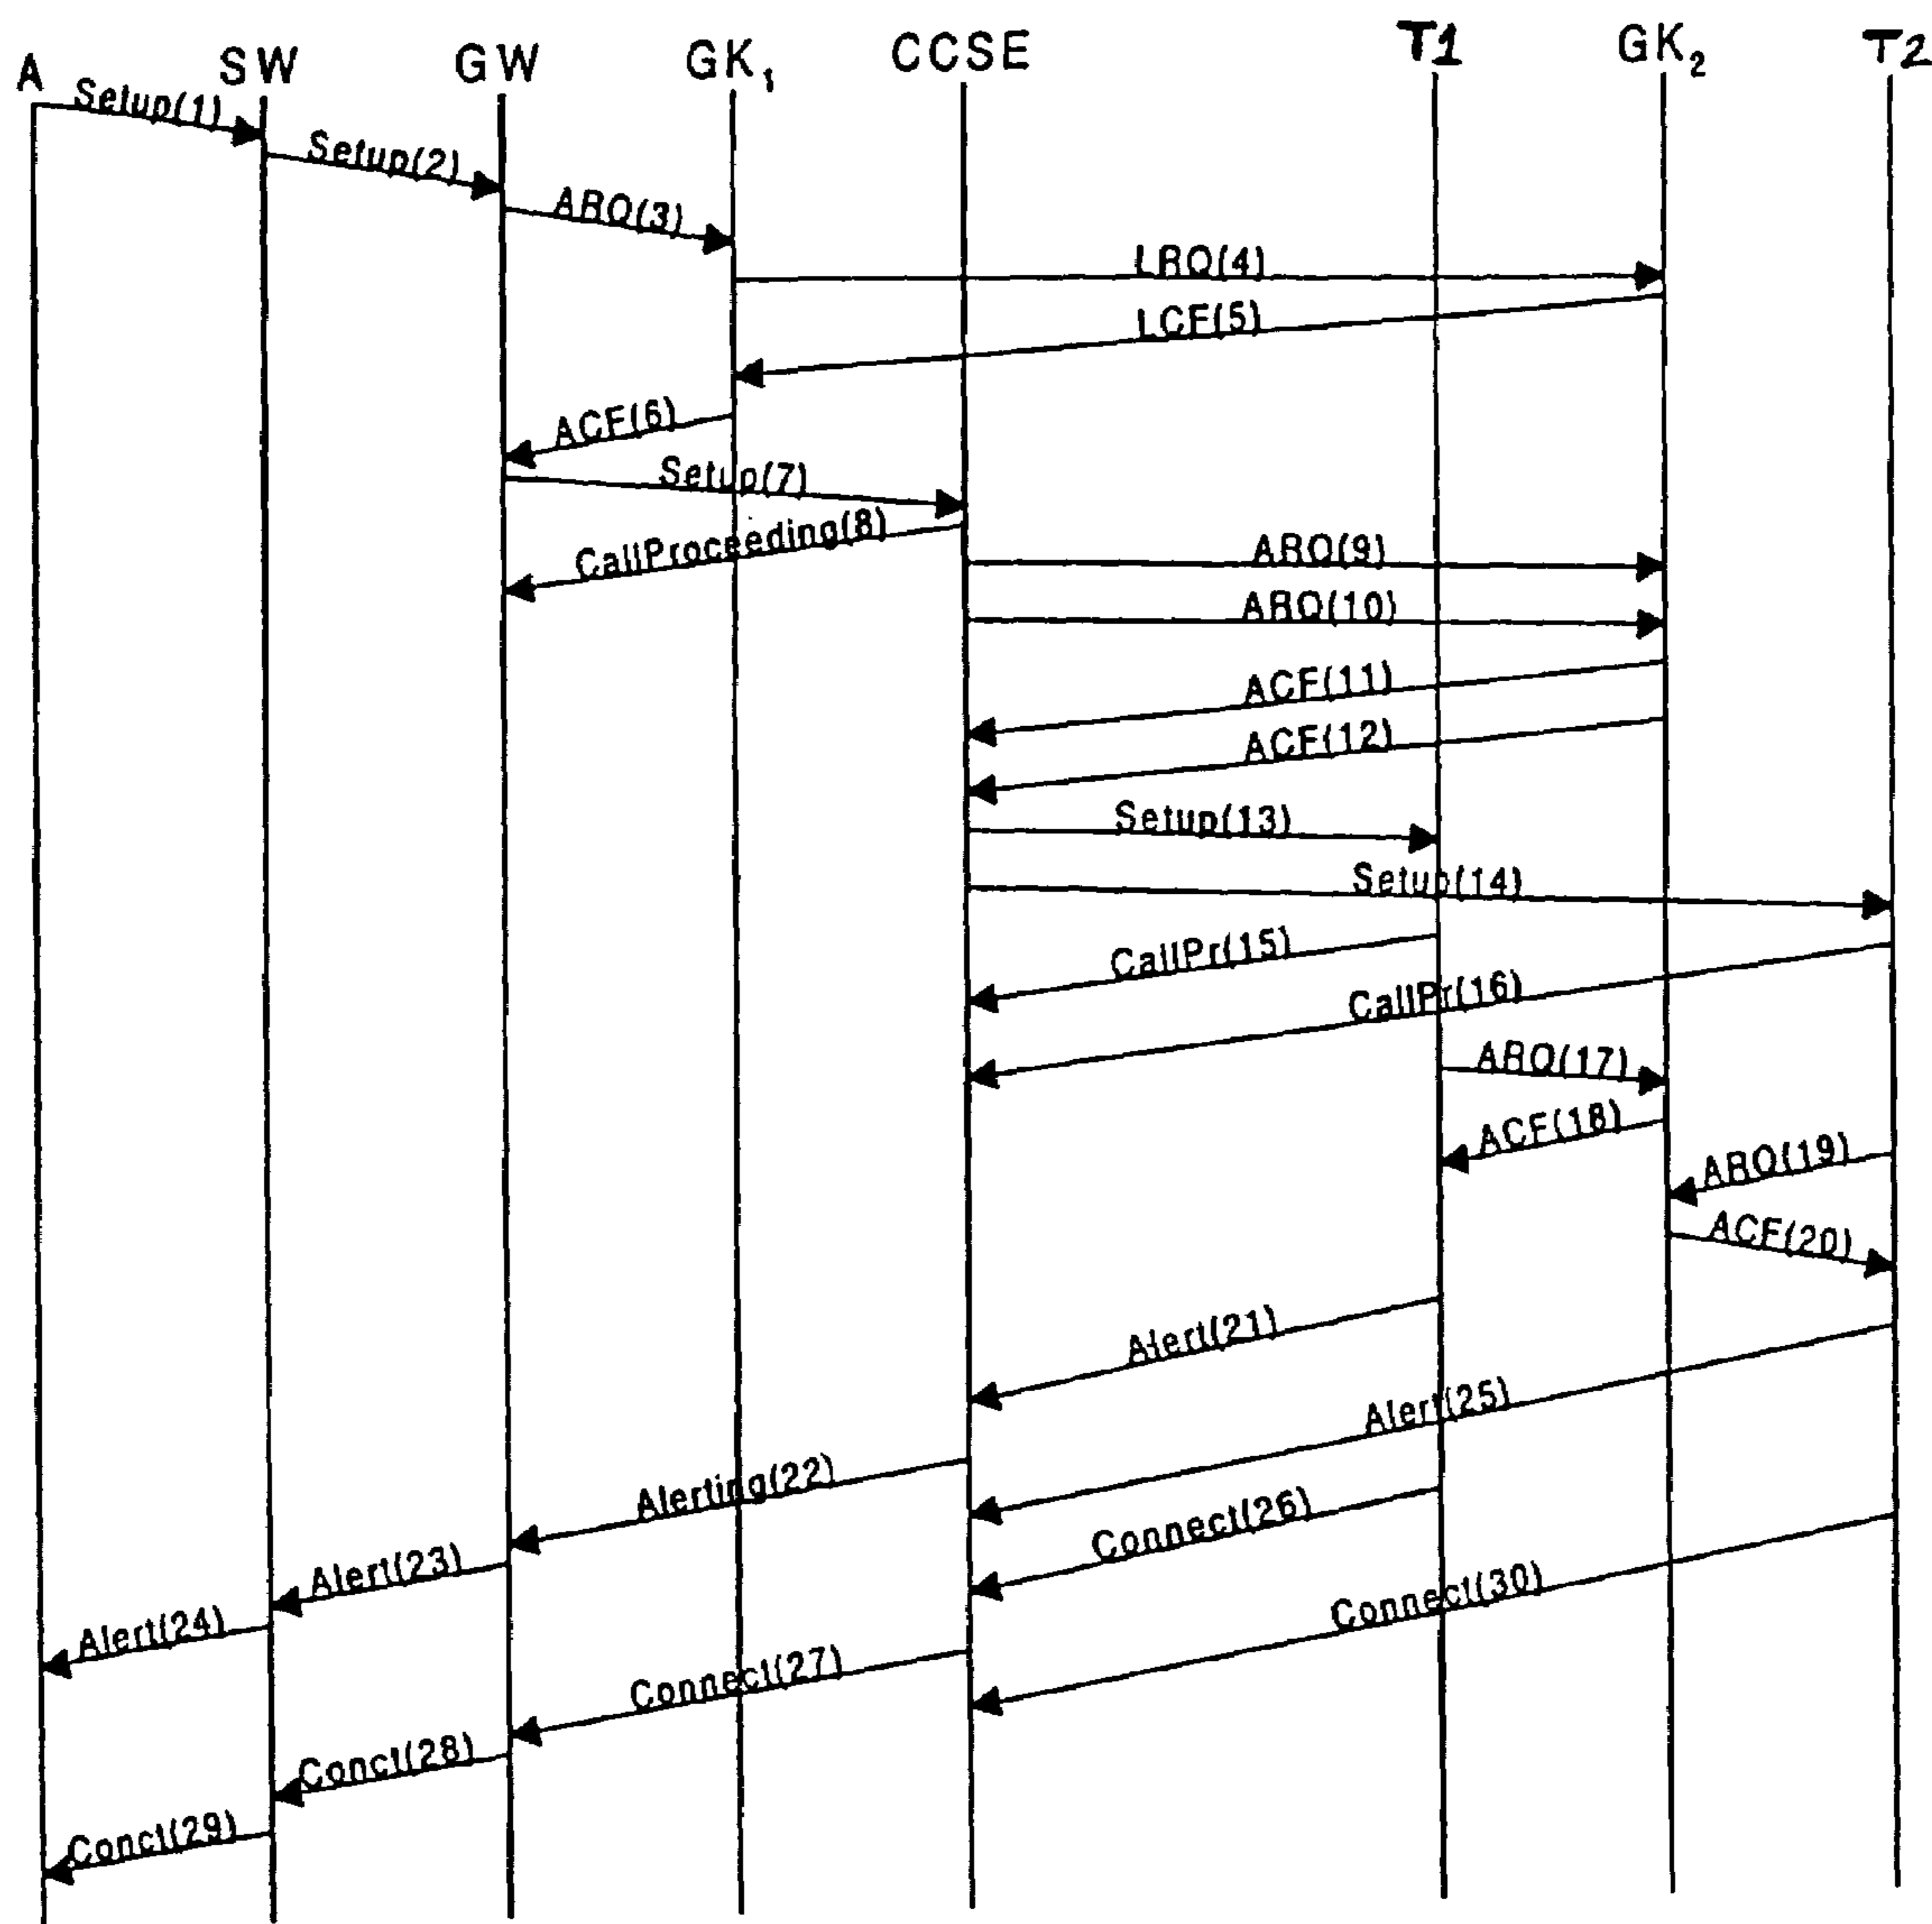 A SW GW GK₁ CCSE T1 GK₂ T2
Setup(1)
Setup(2)
ARQ(3)
LRQ(4)
LCF(5)
ACF(6)
Setup(7)
CallProceeding(8)
ARQ(9)
ARQ(10)
ACF(11)
ACF(12)
Setup(13)
Setup(14)
CallPr(15)
CallPr(16)
ARQ(17)
ACF(18)
ARQ(19)
ACF(20)
Alert(21)
Alert(25)
Alerting(22)
Connect(26)
Alert(23)
Connect(30)
Alert(24)
Connect(27)
Conct(28)
Conct(29)